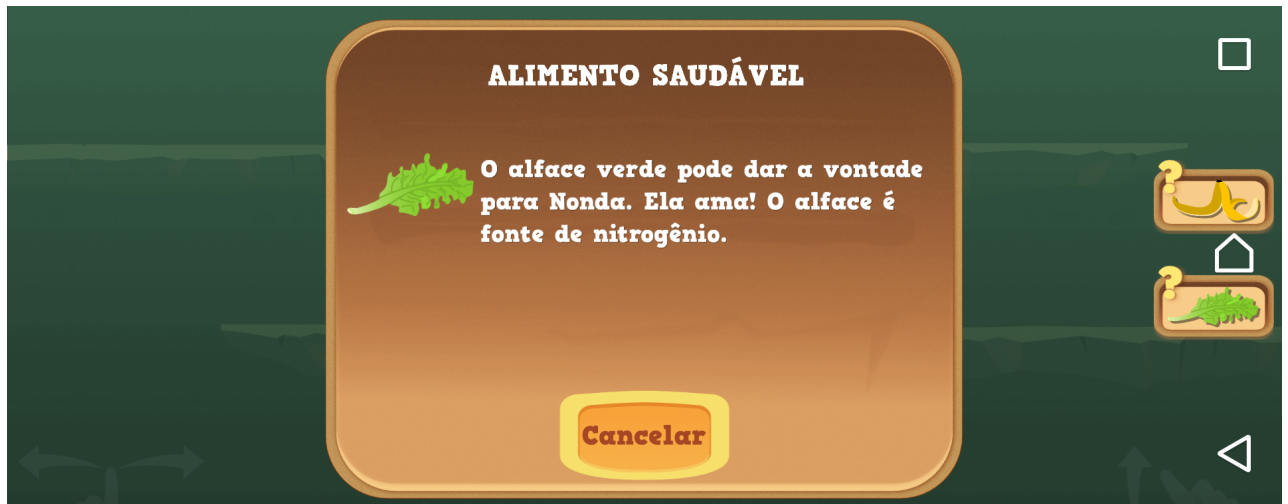 ALIMENTO SAUDÁVEL
O alface verde pode dar a vontade
para Nonda. Ela ama! O alface é
fonte de nitrogênio.
?
?
Cancelar